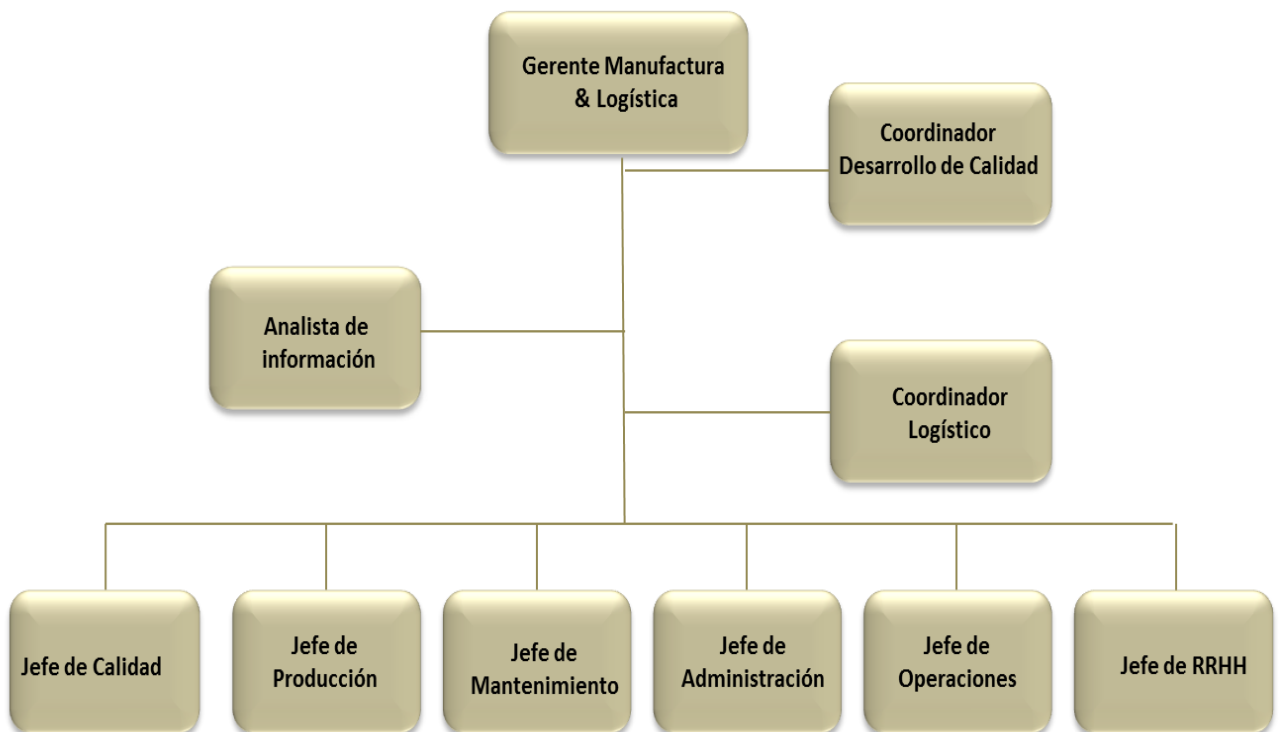 Gerente Manufactura
& Logística
Coordinador
Desarrollo de Calidad
Analista de
información
Coordinador
Logístico
Jefe de Calidad
Jefe de
Producción
Jefe de
Mantenimiento
Jefe de
Administración
Jefe de
Operaciones
Jefe de RRHH